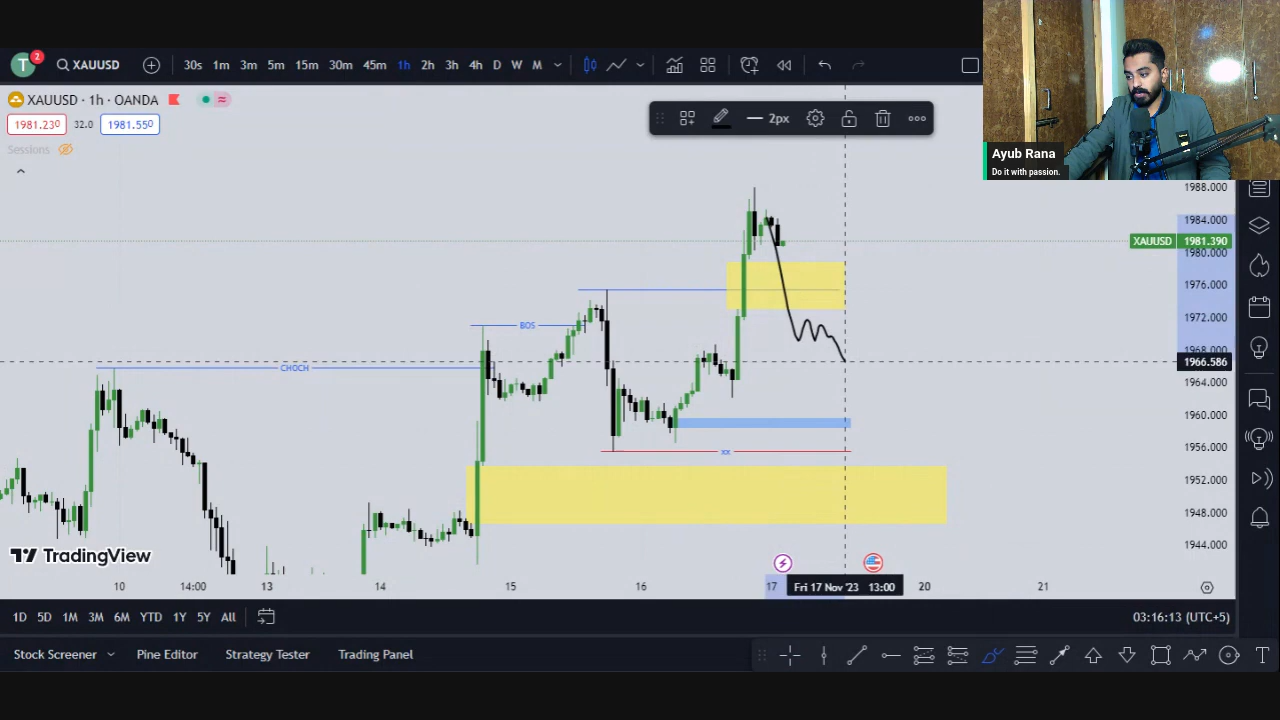 T 2 XAUUSD 30s 1m 3m 5m 15m 30m 45m 1h 2h 3h 4h D W M
XAUUSD · 1h · OANDA
1981.230 32.0 1981.550
Sessions
2px
Ayub Rana
Do it with passion.
1988.000
1984.000
XAUUSD 1981.390
1980.000
1976.000
1972.000
BOS
1968.000
1966.586
CHOCH
1964.000
1960.000
1956.000
xx
1952.000
1948.000
1944.000
TradingView
10 14:00 13 14 15 16 17 Fri 17 Nov '23 13:00 20 21
1D 5D 1M 3M 6M YTD 1Y 5Y All 03:16:13 (UTC+5)
Stock Screener Pine Editor Strategy Tester Trading Panel